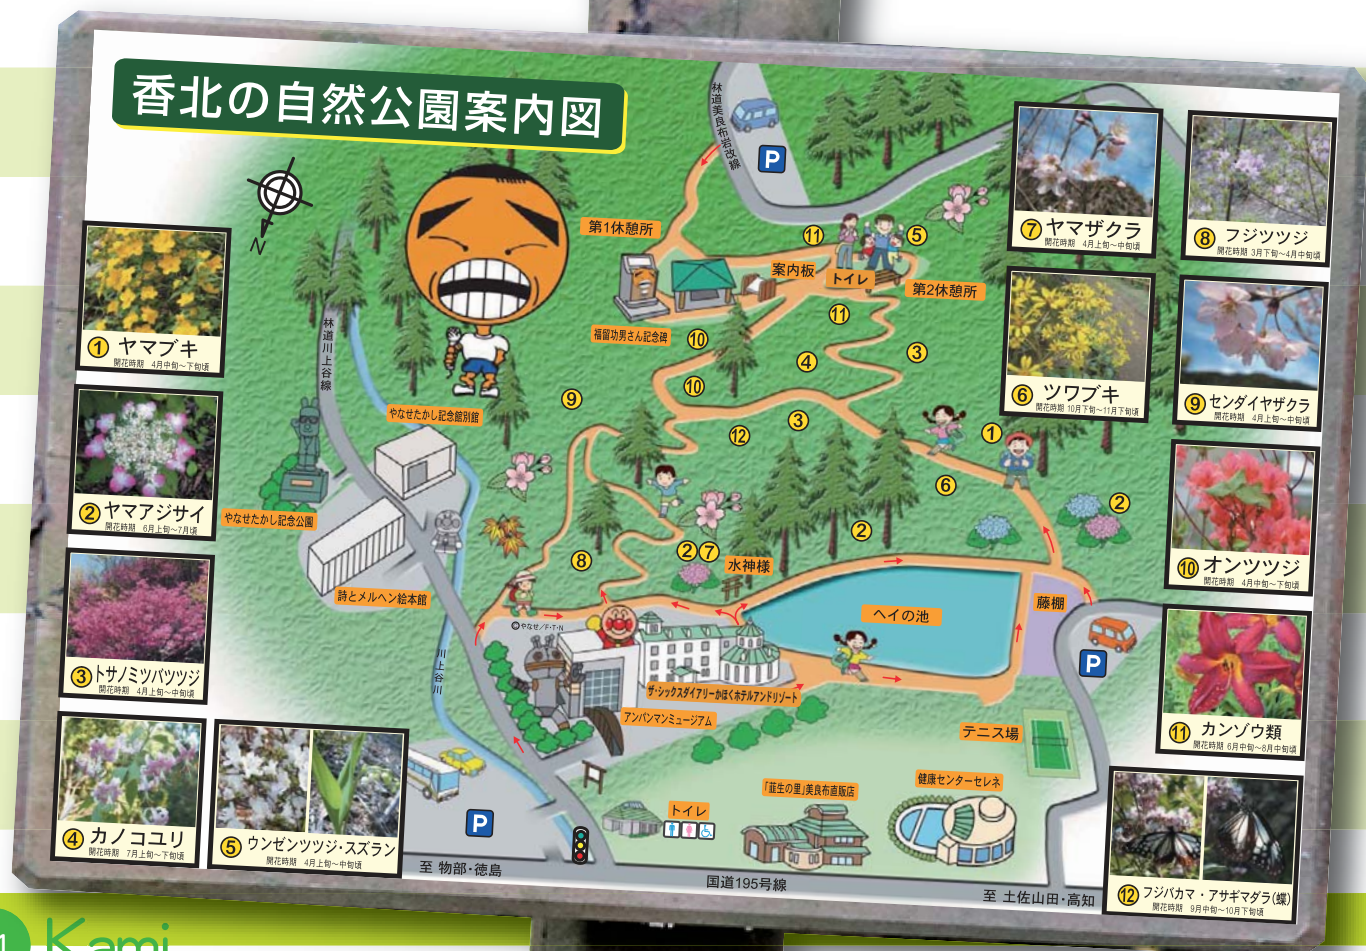 香北の自然公園案内図
N
林道美良布岩改線
P
第1休憩所
⑪
⑤
案内板
トイレ
第2休憩所
福留功男さん記念碑
⑩
⑪
④
③
⑩
⑨
③
⑫
①
⑥
②
②
⑧
②⑦
水神様
林道川上谷線
やなせたかし記念館別館
やなせたかし記念公園
詩とメルヘン絵本館
川上谷川
©やなせ/F・T・N
ヘイの池
藤棚
P
ザ・シックスダイアリーかほくホテルアンドリゾート
アンパンマンミュージアム
テニス場
トイレ
「韮生の里」美良布直販店
健康センターセレネ
P
至 物部・徳島
国道195号線
至 土佐山田・高知
① ヤマブキ
開花時期 4月中旬〜下旬頃
② ヤマアジサイ
開花時期 6月上旬〜7月頃
③ トサノミツバツツジ
開花時期 4月上旬〜中旬頃
④ カノコユリ
開花時期 7月上旬〜下旬頃
⑤ ウンゼンツツジ・スズラン
開花時期 4月上旬〜中旬頃
⑦ ヤマザクラ
開花時期 4月上旬〜中旬頃
⑧ フジツツジ
開花時期 3月下旬〜4月中旬頃
⑥ ツワブキ
開花時期 10月下旬〜11月下旬頃
⑨ センダイヤザクラ
開花時期 4月上旬〜中旬頃
⑩ オンツツジ
開花時期 4月中旬〜下旬頃
⑪ カンゾウ類
開花時期 6月中旬〜8月中旬頃
⑫ フジバカマ・アサギマダラ(蝶)
開花時期 9月中旬〜10月下旬頃
1 Kami